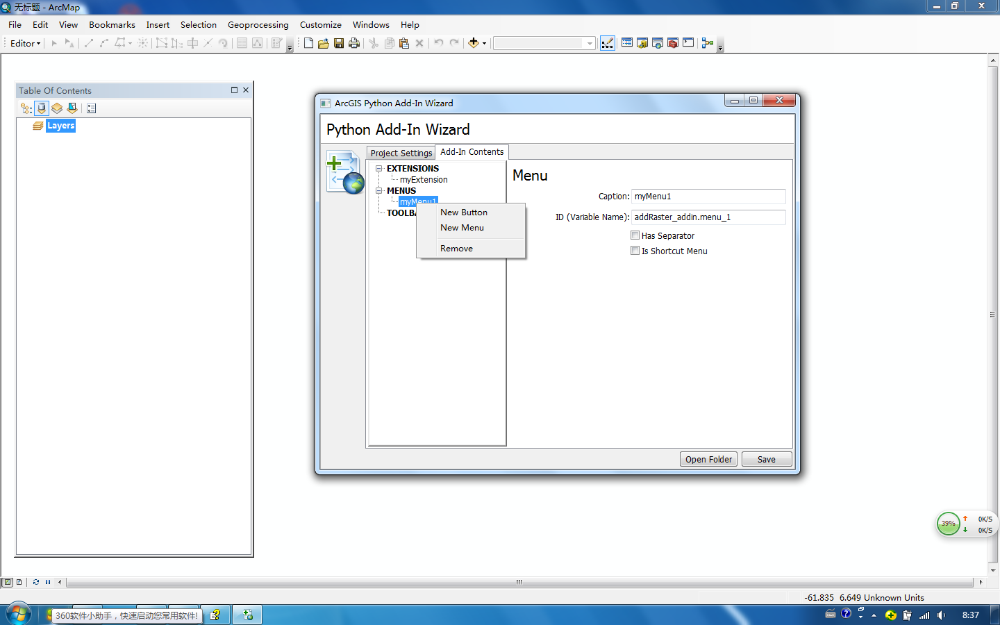 无标题 - ArcMap
File Edit View Bookmarks Insert Selection Geoprocessing Customize Windows Help
Editor
Table Of Contents
Layers
ArcGIS Python Add-In Wizard
Python Add-In Wizard
Project Settings Add-In Contents
EXTENSIONS
myExtension
MENUS
myMenu1
TOOLBA
New Button
New Menu
Remove
Menu
Caption: myMenu1
ID (Variable Name): addRaster_addin.menu_1
Has Separator
Is Shortcut Menu
Open Folder Save
39% 0K/S
0K/S
-61.835 6.649 Unknown Units
360软件小助手，快速启动您常用软件!
8:37